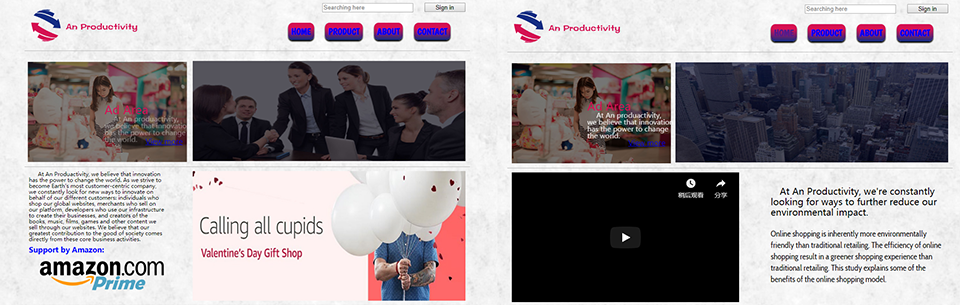 Searching here
Sign in
An Productivity
HOME
PRODUCT
ABOUT
CONTACT
Ad Area
At An productivity,
we believe that innovation
has the power to change
the world.
At An Productivity, we believe that innovation
has the power to change the world. As we strive to
become Earth's most customer-centric company,
we constantly look for new ways to innovate on
behalf of our different customers: individuals who
shop our global websites, merchants who sell on
our platform, developers who use our infrastructure
to create their businesses, and creators of the
books, music, films, games and other content we
sell through our websites. We believe that our
greatest contribution to the good of society comes
directly from these core business activities.
Support by Amazon:
amazon.com
Prime
Calling all cupids
Valentine's Day Gift Shop
Searching here
Sign in
An Productivity
HOME
PRODUCT
ABOUT
CONTACT
Ad Area
At An productivity,
we believe that innovation
has the power to change
the world.
稍后观看
分享
At An Productivity, we're constantly
looking for ways to further reduce our
environmental impact.
Online shopping is inherently more environmentally
friendly than traditional retailing. The efficiency of online
shopping result in a greener shopping experience than
traditional retailing. This study explains some of the
benefits of the online shopping model.